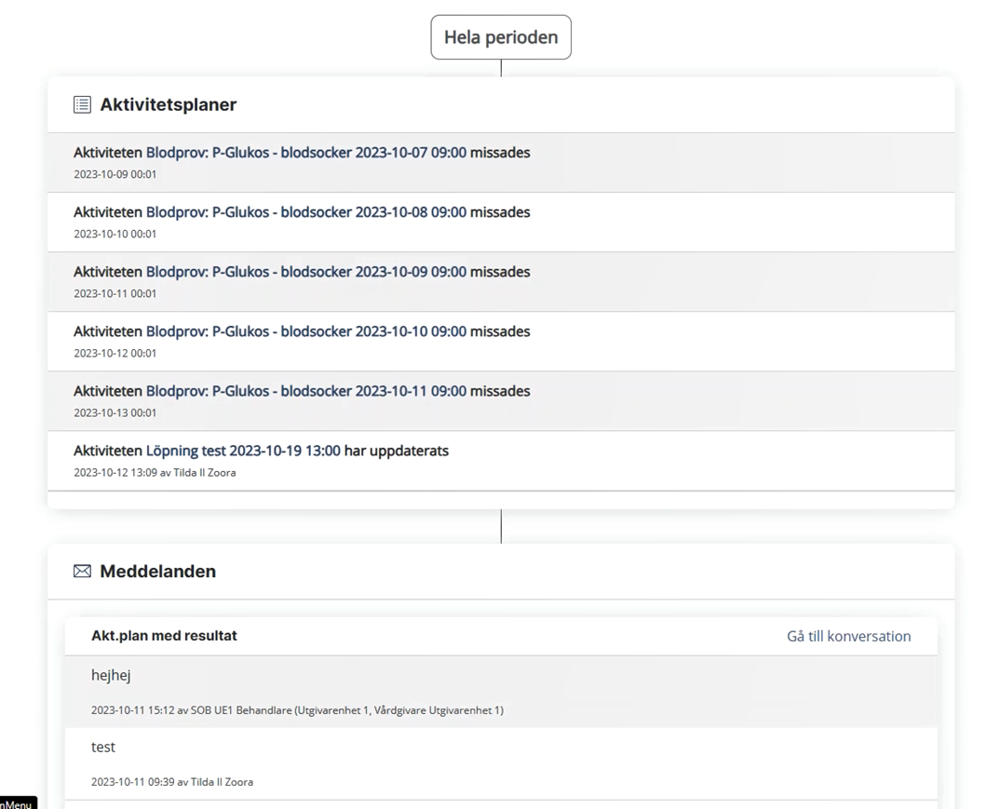 Hela perioden
Aktivitetsplaner
Aktiviteten Blodprov: P-Glukos - blodsocker 2023-10-07 09:00 missades
2023-10-09 00:01
Aktiviteten Blodprov: P-Glukos - blodsocker 2023-10-08 09:00 missades
2023-10-10 00:01
Aktiviteten Blodprov: P-Glukos - blodsocker 2023-10-09 09:00 missades
2023-10-11 00:01
Aktiviteten Blodprov: P-Glukos - blodsocker 2023-10-10 09:00 missades
2023-10-12 00:01
Aktiviteten Blodprov: P-Glukos - blodsocker 2023-10-11 09:00 missades
2023-10-13 00:01
Aktiviteten Löpning test 2023-10-19 13:00 har uppdaterats
2023-10-12 13:09 av Tilda II Zoora
Meddelanden
Akt.plan med resultat Gå till konversation
hejhej
2023-10-11 15:12 av SOB UE1 Behandlare (Utgivarenhet 1, Vårdgivare Utgivarenhet 1)
test
2023-10-11 09:39 av Tilda II Zoora
nMenu